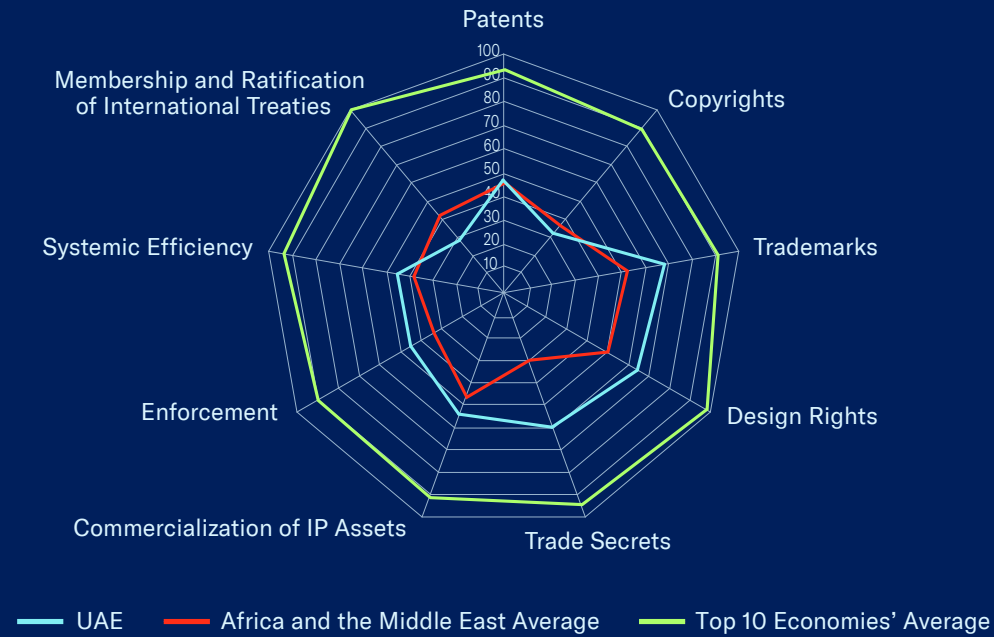 Patents
100
90
80
70
60
50
40
30
20
10
Membership and Ratification
of International Treaties
Copyrights
Systemic Efficiency
Trademarks
Enforcement
Design Rights
Commercialization of IP Assets
Trade Secrets
UAE
Africa and the Middle East Average
Top 10 Economies’ Average